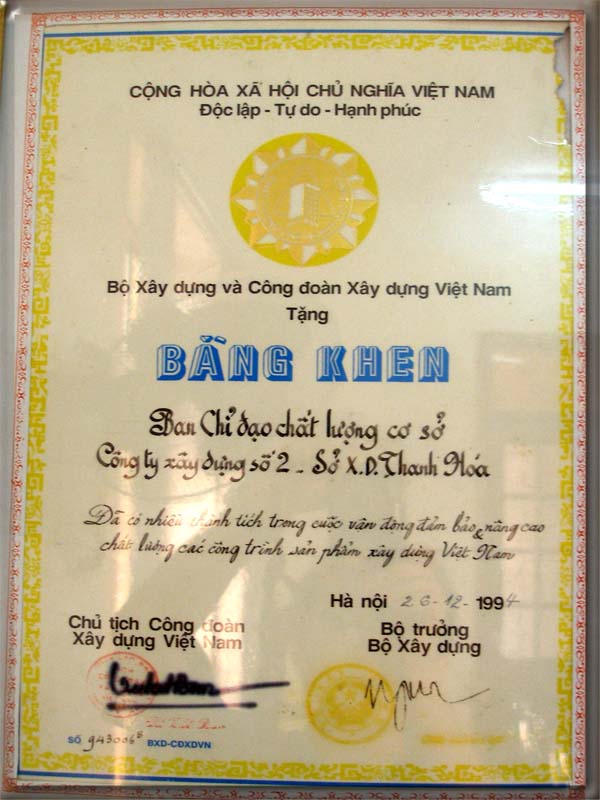 CỘNG HÒA XÃ HỘI CHỦ NGHĨA VIỆT NAM
Độc lập - Tự do - Hạnh phúc
Bộ Xây dựng và Công đoàn Xây dựng Việt Nam
Tặng
BẰNG KHEN
Ban Chỉ đạo chất lượng cơ sở
Công ty xây dựng số 2 - Sở X.D. Thanh Hóa
Đã có nhiều thành tích trong cuộc vận động đảm bảo & nâng cao
chất lượng các công trình sản phẩm xây dựng Việt Nam
Hà nội 26-12-1994
Chủ tịch Công đoàn
Xây dựng Việt Nam
Bộ trưởng
Bộ Xây dựng
SỐ 943006 BXD-CĐXDVN